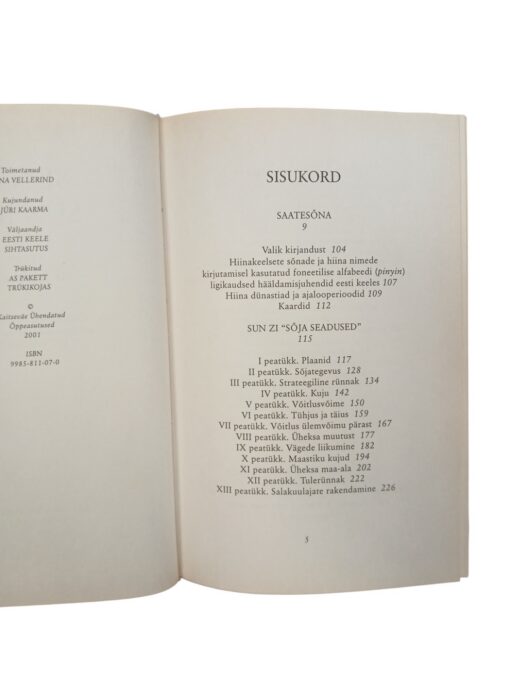 Toimetanud
NA VELLERIND
Kujundanud
JÜRI KAARMA
Väljaandja
EESTI KEELE
SIHTASUTUS
Trükitud
AS PAKETT
TRÜKIKOJAS
©
Kaitseväe Ühendatud
Õppeasutused
2001
ISBN
9985-811-07-0
SISUKORD
SAATESÕNA
9
Valik kirjandust 104
Hiinakeelsete sõnade ja hiina nimede
kirjutamisel kasutatud foneetilise alfabeedi (pinyin)
ligikaudsed hääldamisjuhendid eesti keeles 107
Hiina dünastiad ja ajalooperioodid 109
Kaardid 112
SUN ZI “SÕJA SEADUSED”
115
I peatükk. Plaanid 117
II peatükk. Sõjategevus 128
III peatükk. Strateegiline rünnak 134
IV peatükk. Kuju 142
V peatükk. Võitlusvõime 150
VI peatükk. Tühjus ja täius 159
VII peatükk. Võitlus ülemvõimu pärast 167
VIII peatükk. Üheksa muutust 177
IX peatükk. Vägede liikumine 182
X peatükk. Maastiku kujud 194
XI peatükk. Üheksa maa-ala 202
XII peatükk. Tulerünnak 222
XIII peatükk. Salakuulajate rakendamine 226
5